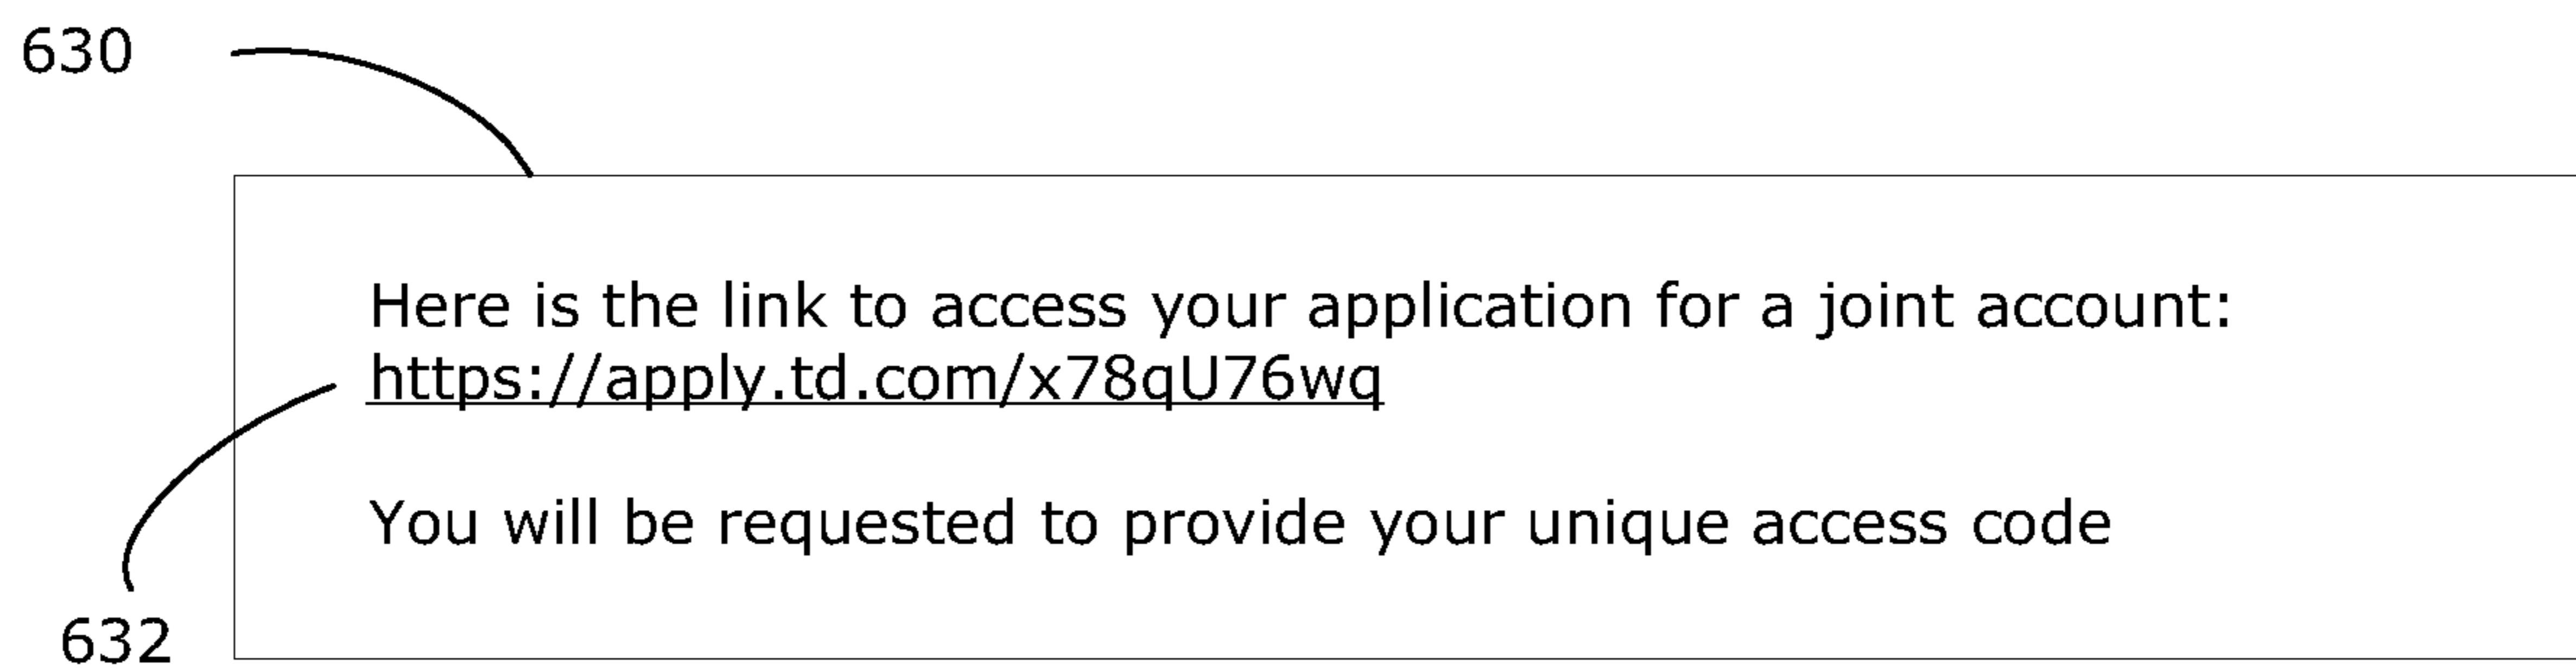 630
Here is the link to access your application for a joint account:
https://apply.td.com/x78qU76wq
You will be requested to provide your unique access code
632